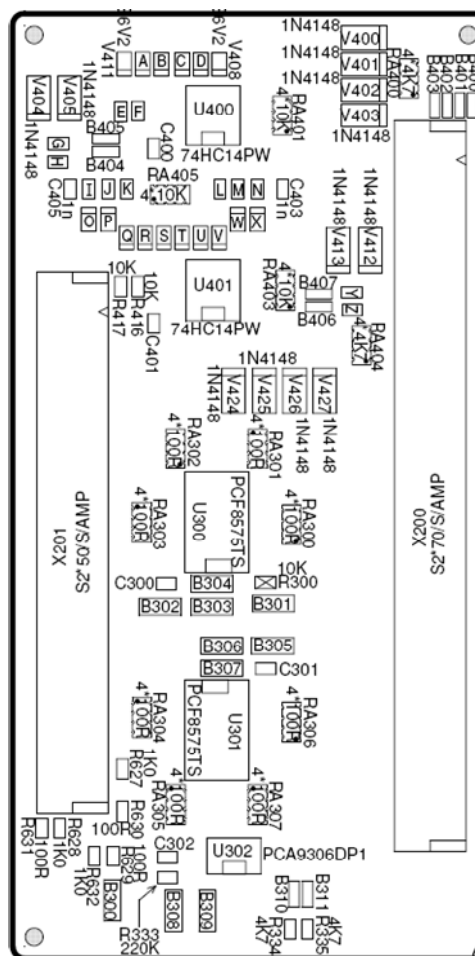 6V2
V411
A
B
C
D
V408
6V2
1N4148
V400
1N4148
V401
1N4148
V402
V403
1N4148
4*
4K7
RA400
B403
B402
B401
V404
V405
1N4148
1N4148
E
F
B405
B404
G
H
C400
U400
74HC14PW
4*
10K
RA401
RA405
4*
10K
C405
1n
I
J
K
L
M
N
C403
1n
O
P
W
X
Q
R
S
T
U
V
1N4148
1N4148
V413
V412
10K
R417
10K
R416
C401
U401
74HC14PW
4*
10K
RA403
B407
B406
Y
Z
4*
4K7
RA404
1N4148
1N4148
V424
V425
V426
V427
1N4148
1N4148
4*
100R
RA302
4*
100R
RA301
U300
PCF8575TS
4*
100R
RA303
4*
100R
RA300
S2*50/S/AMP
X201
S2*70/S/AMP
X200
10K
C300
B304
R300
B302
B303
B301
B306
B305
B307
C301
4*
100R
RA304
PCF8575TS
U301
4*
100R
RA306
R627
1K0
4*
100R
RA305
4*
100R
RA307
R630
100R
R631
100R
R628
1K0
R632
1K0
R629
100R
C302
U302
PCA9306DP1
B300
B308
B309
R333
220K
B310
B311
R334
4K7
R335
4K7